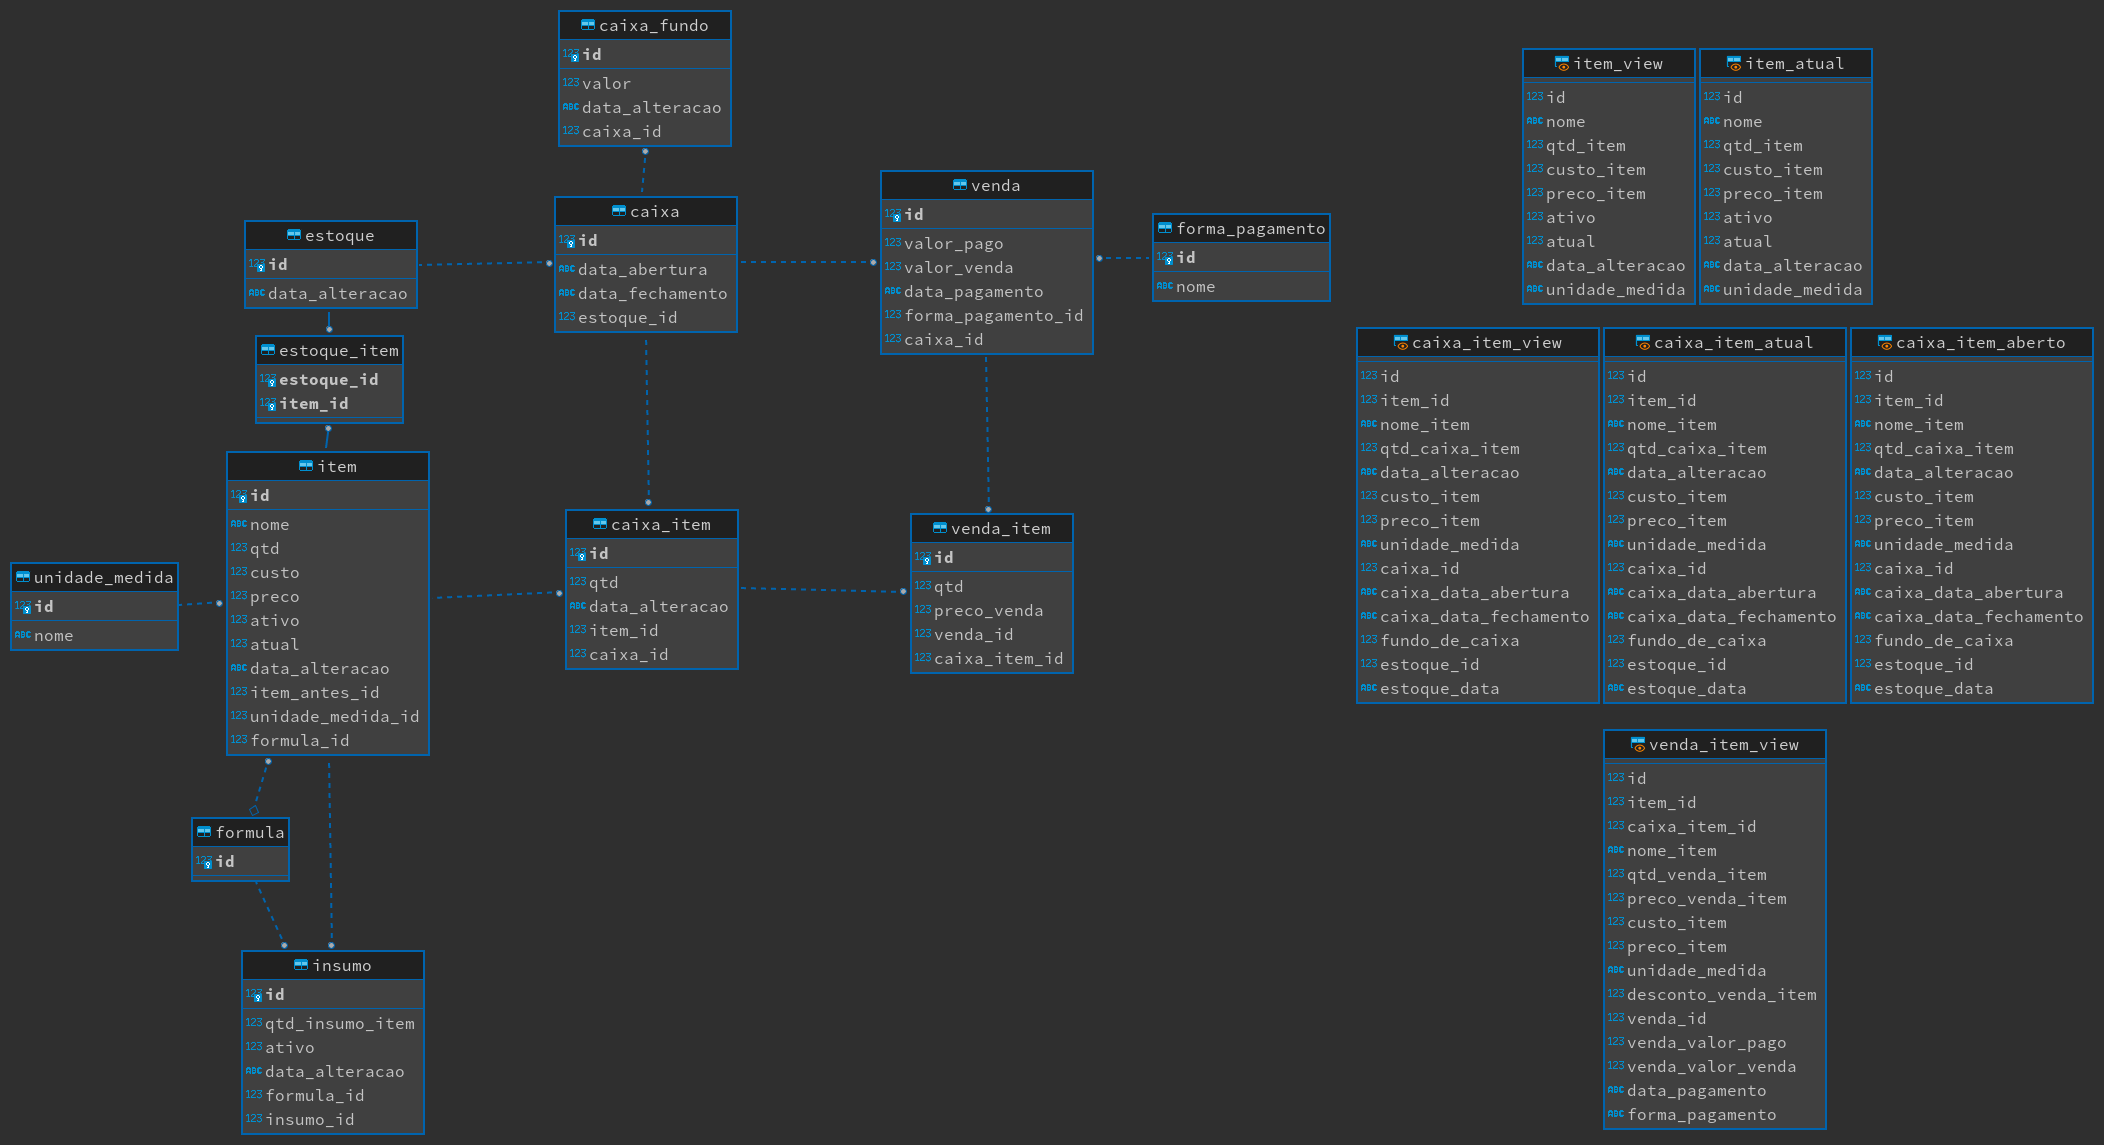 caixa_fundo
123 id
123 valor
ABC data_alteracao
123 caixa_id
estoque
123 id
ABC data_alteracao
caixa
123 id
ABC data_abertura
ABC data_fechamento
123 estoque_id
venda
123 id
123 valor_pago
123 valor_venda
ABC data_pagamento
123 forma_pagamento_id
123 caixa_id
forma_pagamento
123 id
ABC nome
estoque_item
123 estoque_id
123 item_id
item
123 id
ABC nome
123 qtd
123 custo
123 preco
123 ativo
123 atual
ABC data_alteracao
123 item_antes_id
123 unidade_medida_id
123 formula_id
unidade_medida
123 id
ABC nome
caixa_item
123 id
123 qtd
ABC data_alteracao
123 item_id
123 caixa_id
venda_item
123 id
123 qtd
123 preco_venda
123 venda_id
123 caixa_item_id
formula
123 id
insumo
123 id
123 qtd_insumo_item
123 ativo
ABC data_alteracao
123 formula_id
123 insumo_id
item_view
123 id
ABC nome
123 qtd_item
123 custo_item
123 preco_item
123 ativo
123 atual
ABC data_alteracao
ABC unidade_medida
item_atual
123 id
ABC nome
123 qtd_item
123 custo_item
123 preco_item
123 ativo
123 atual
ABC data_alteracao
ABC unidade_medida
caixa_item_view
123 id
123 item_id
ABC nome_item
123 qtd_caixa_item
ABC data_alteracao
123 custo_item
123 preco_item
ABC unidade_medida
123 caixa_id
ABC caixa_data_abertura
ABC caixa_data_fechamento
123 fundo_de_caixa
123 estoque_id
ABC estoque_data
caixa_item_atual
123 id
123 item_id
ABC nome_item
123 qtd_caixa_item
ABC data_alteracao
123 custo_item
123 preco_item
ABC unidade_medida
123 caixa_id
ABC caixa_data_abertura
ABC caixa_data_fechamento
123 fundo_de_caixa
123 estoque_id
ABC estoque_data
caixa_item_aberto
123 id
123 item_id
ABC nome_item
123 qtd_caixa_item
ABC data_alteracao
123 custo_item
123 preco_item
ABC unidade_medida
123 caixa_id
ABC caixa_data_abertura
ABC caixa_data_fechamento
123 fundo_de_caixa
123 estoque_id
ABC estoque_data
venda_item_view
123 id
123 item_id
123 caixa_item_id
ABC nome_item
123 qtd_venda_item
123 preco_venda_item
123 custo_item
123 preco_item
ABC unidade_medida
123 desconto_venda_item
123 venda_id
123 venda_valor_pago
123 venda_valor_venda
ABC data_pagamento
ABC forma_pagamento